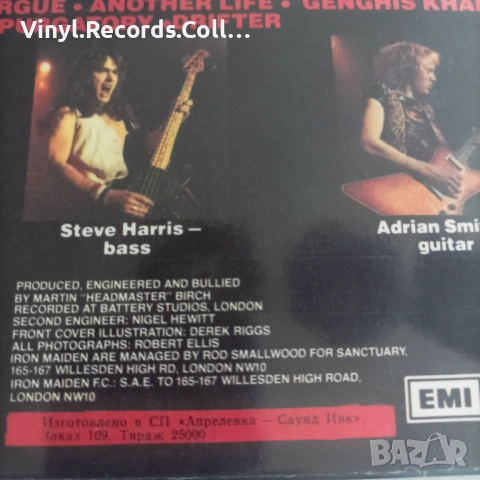 Vinyl.Records.Coll...
RGUE • ANOTHER LIFE • GENGHIS KHA
PURGATORY DRIFTER
Steve Harris –
bass
Adrian Smi
guitar
PRODUCED, ENGINEERED AND BULLIED
BY MARTIN "HEADMASTER" BIRCH
RECORDED AT BATTERY STUDIOS, LONDON
SECOND ENGINEER: NIGEL HEWITT
FRONT COVER ILLUSTRATION: DEREK RIGGS
ALL PHOTOGRAPHS: ROBERT ELLIS
IRON MAIDEN ARE MANAGED BY ROD SMALLWOOD FOR SANCTUARY,
165-167 WILLESDEN HIGH RD, LONDON NW10
IRON MAIDEN F.C.: S.A.E. TO 165-167 WILLESDEN HIGH ROAD,
LONDON NW10
EMI
Изготовлено в СП «Апрелевка — Саунд Инк».
Заказ 109. Тираж 25000
BAZAR